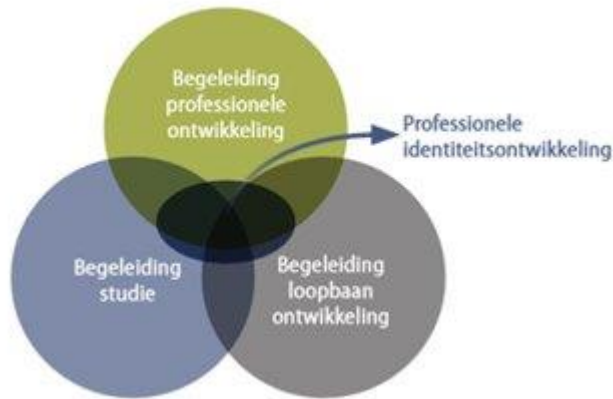 Begeleiding
professionele
ontwikkeling
Professionele
identiteitsontwikkeling
Begeleiding
studie
Begeleiding
loopbaan
ontwikkeling